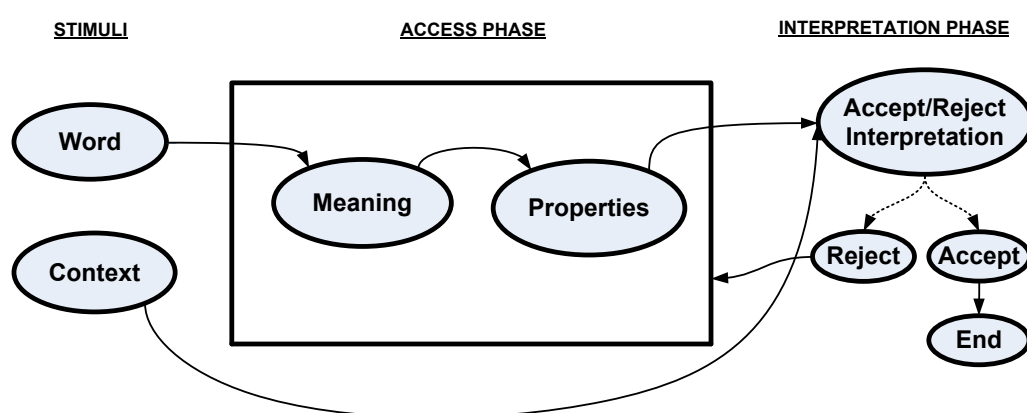 STIMULI
ACCESS PHASE
INTERPRETATION PHASE
Word
Meaning
Properties
Accept/Reject
Interpretation
Context
Reject
Accept
End